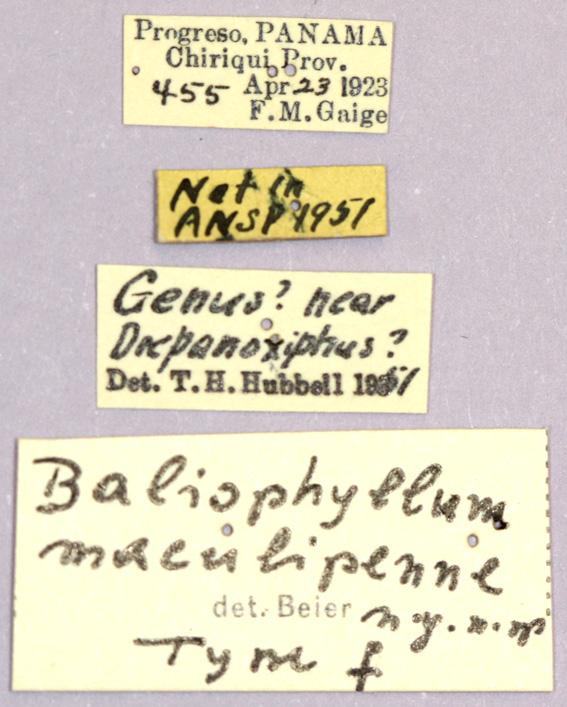 Progreso, PANAMA
Chiriqui Prov.
455 Apr 23 1923
F.M. Gaige
Not in
ANSP 1951
Genus? near
Drepanoxiphus?
Det. T.H. Hubbell 1951
Baliophyllum
maculipenne
det. Beier n. g. n. sp
Type f